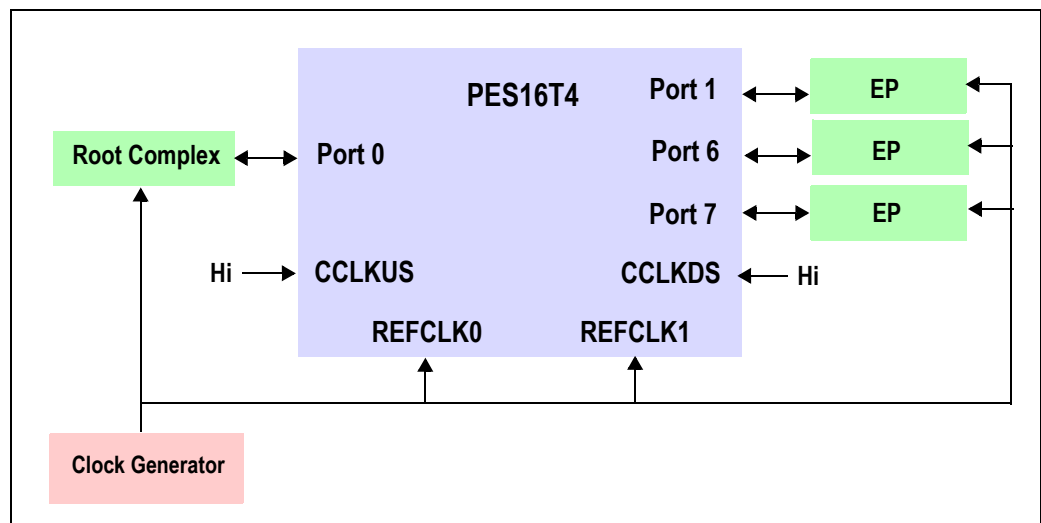 PES16T4
Port 1
EP
Root Complex
Port 0
Port 6
EP
Port 7
EP
Hi
CCLKUS
CCLKDS
Hi
REFCLK0
REFCLK1
Clock Generator